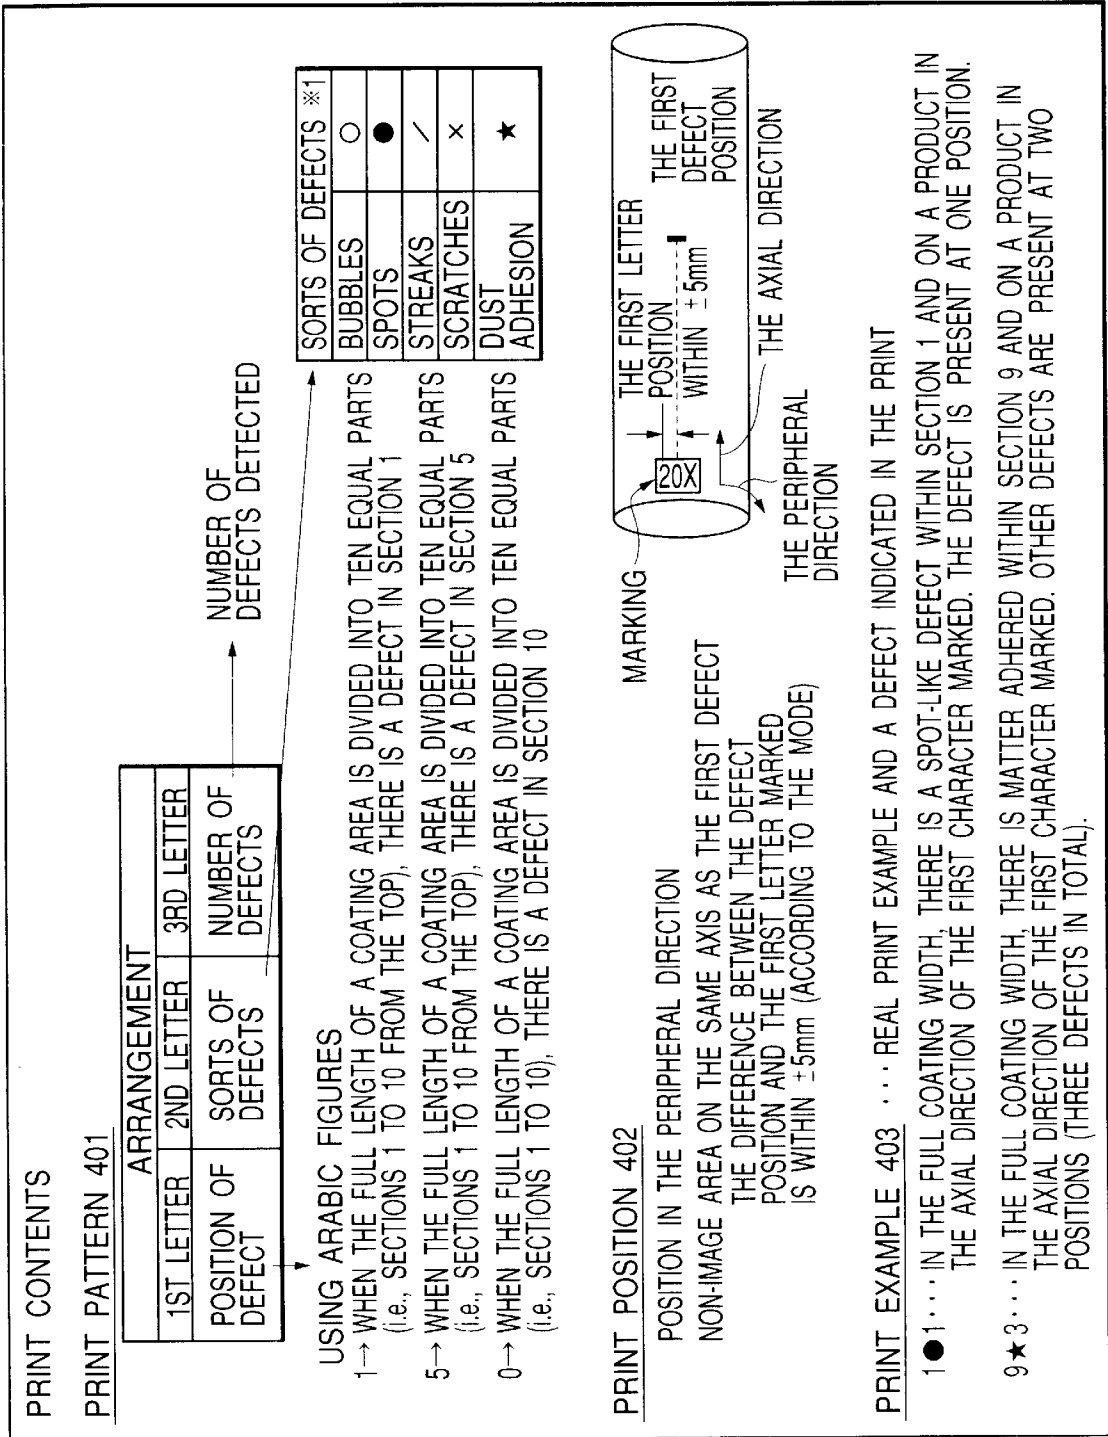 PRINT CONTENTS
PRINT PATTERN 401
ARRANGEMENT
1ST LETTER 2ND LETTER 3RD LETTER
POSITION OF DEFECT SORTS OF DEFECTS NUMBER OF DEFECTS
NUMBER OF
DEFECTS DETECTED
USING ARABIC FIGURES
1→ WHEN THE FULL LENGTH OF A COATING AREA IS DIVIDED INTO TEN EQUAL PARTS
(i.e., SECTIONS 1 TO 10 FROM THE TOP), THERE IS A DEFECT IN SECTION 1
5→ WHEN THE FULL LENGTH OF A COATING AREA IS DIVIDED INTO TEN EQUAL PARTS
(i.e., SECTIONS 1 TO 10 FROM THE TOP), THERE IS A DEFECT IN SECTION 5
0→ WHEN THE FULL LENGTH OF A COATING AREA IS DIVIDED INTO TEN EQUAL PARTS
(i.e., SECTIONS 1 TO 10), THERE IS A DEFECT IN SECTION 10
SORTS OF DEFECTS ※1
BUBBLES ○
SPOTS ●
STREAKS /
SCRATCHES ×
DUST
ADHESION ★
PRINT POSITION 402
POSITION IN THE PERIPHERAL DIRECTION
NON-IMAGE AREA ON THE SAME AXIS AS THE FIRST DEFECT
THE DIFFERENCE BETWEEN THE DEFECT
POSITION AND THE FIRST LETTER MARKED
IS WITHIN ±5mm (ACCORDING TO THE MODE)
MARKING
20X
THE FIRST LETTER
POSITION
WITHIN ±5mm
THE FIRST
DEFECT
POSITION
THE AXIAL DIRECTION
THE PERIPHERAL
DIRECTION
PRINT EXAMPLE 403 ···REAL PRINT EXAMPLE AND A DEFECT INDICATED IN THE PRINT
1●1···IN THE FULL COATING WIDTH, THERE IS A SPOT-LIKE DEFECT WITHIN SECTION 1 AND ON A PRODUCT IN
THE AXIAL DIRECTION OF THE FIRST CHARACTER MARKED. THE DEFECT IS PRESENT AT ONE POSITION.
9★3···IN THE FULL COATING WIDTH, THERE IS MATTER ADHERED WITHIN SECTION 9 AND ON A PRODUCT IN
THE AXIAL DIRECTION OF THE FIRST CHARACTER MARKED. OTHER DEFECTS ARE PRESENT AT TWO
POSITIONS (THREE DEFECTS IN TOTAL).